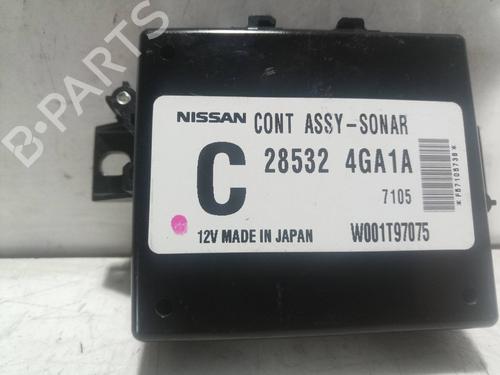 B-PARTS
NISSAN CONT ASSY-SONAR
C 28532 4GA1A
7105
12V MADE IN JAPAN W001T97075